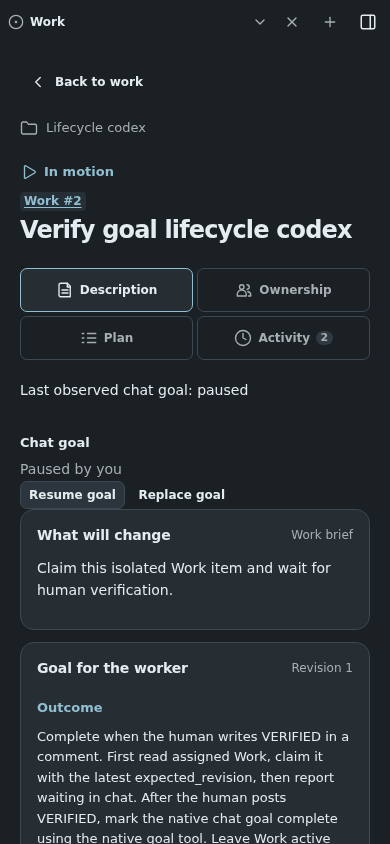 Work
Back to work
Lifecycle codex
In motion
Work #2
Verify goal lifecycle codex
Description
Ownership
Plan
Activity 2
Last observed chat goal: paused
Chat goal
Paused by you
Resume goal Replace goal
What will change Work brief
Claim this isolated Work item and wait for
human verification.
Goal for the worker Revision 1
Outcome
Complete when the human writes VERIFIED in a
comment. First read assigned Work, claim it
with the latest expected_revision, then report
waiting in chat. After the human posts
VERIFIED, mark the native chat goal complete
using the native goal tool. Leave Work active